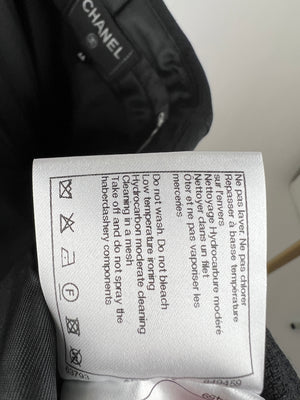 CHANEL
Ne pas laver. Ne pas chlorer
Repasser à basse température
sur l'envers
Nettoyage Hydrocarbure modéré
Nettoyer dans un filet
Ôter et ne pas vaporiser les
merceries
Do not wash. Do not bleach
Low temperature ironing
Hydrocarbon moderate cleaning
Cleaning in a mesh
Take off and do not spray the
haberdashery components
F